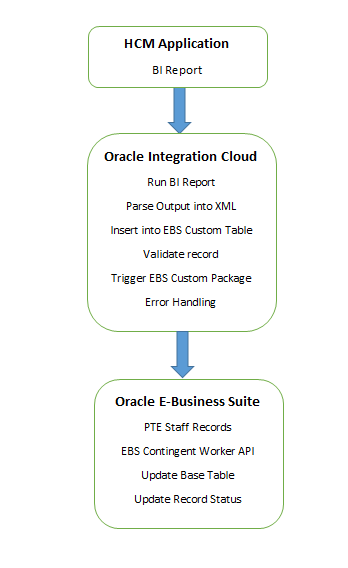 HCM Application
BI Report
Oracle Integration Cloud
Run BI Report
Parse Output into XML
Insert into EBS Custom Table
Validate record
Trigger EBS Custom Package
Error Handling
Oracle E-Business Suite
PTE Staff Records
EBS Contingent Worker API
Update Base Table
Update Record Status